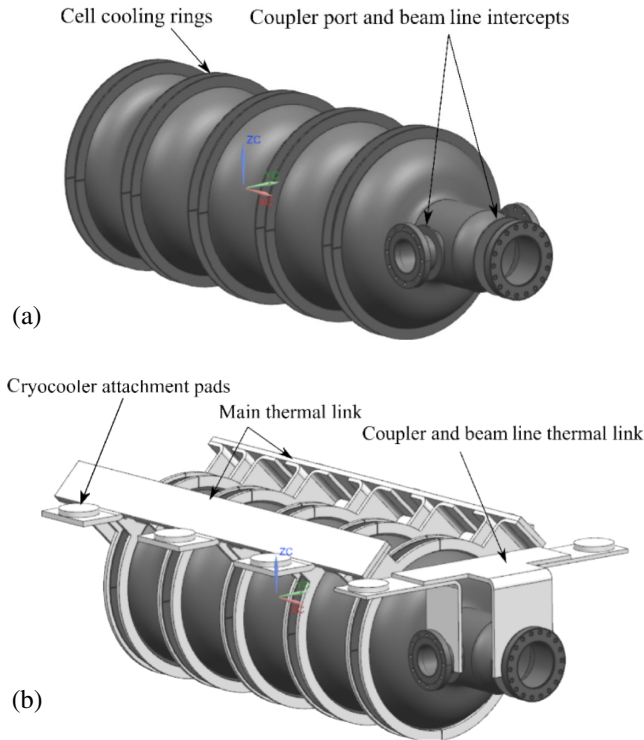 Cell cooling rings
Coupler port and beam line intercepts
ZC
(a)
Cryocooler attachment pads
Main thermal link
Coupler and beam line thermal link
ZC
(b)